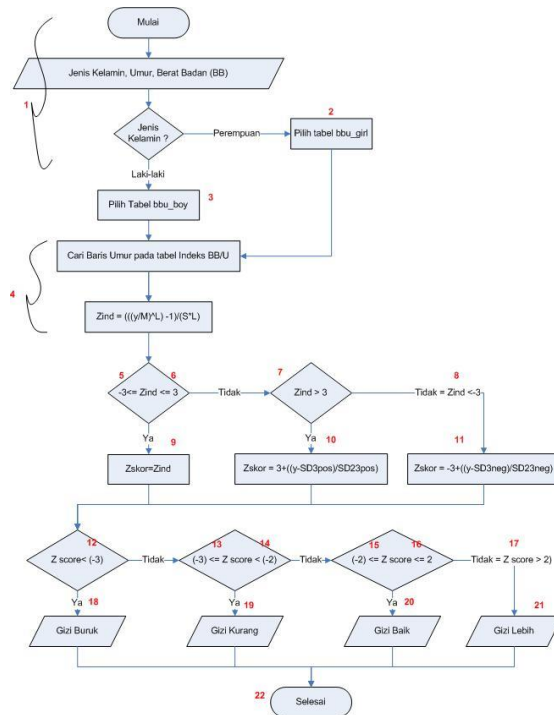 Mulai
Jenis Kelamin, Umur, Berat Badan (BB)
1
Jenis
Kelamin ?
Perempuan
2
Pilih tabel bbu_girl
Laki-laki
3
Pilih Tabel bbu_boy
Cari Baris Umur pada tabel Indeks BB/U
4
Zind = (((y/M)^L) -1)/(S*L)
5
6
-3<= Zind <= 3
Tidak
7
Zind > 3
8
Tidak = Zind <-3
Ya
9
Ya
10
11
Zskor=Zind
Zskor = 3+((y-SD3pos)/SD23pos)
Zskor = -3+((y-SD3neg)/SD23neg)
12
Z score< (-3)
Tidak
13
14
(-3) <= Z score < (-2)
Tidak
15
16
(-2) <= Z score <= 2
17
Tidak = Z score > 2)
Ya
18
Ya
19
Ya
20
21
Gizi Buruk
Gizi Kurang
Gizi Baik
Gizi Lebih
22
Selesai